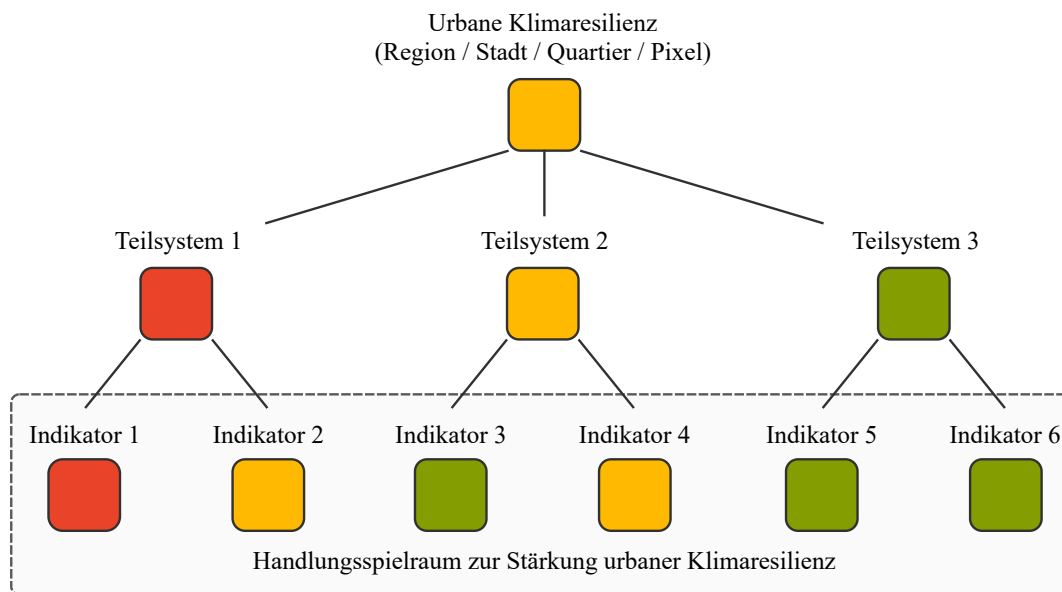 Urbane Klimaresilienz
(Region / Stadt / Quartier / Pixel)
Teilsystem 1
Teilsystem 2
Teilsystem 3
Indikator 1
Indikator 2
Indikator 3
Indikator 4
Indikator 5
Indikator 6
Handlungsspielraum zur Stärkung urbaner Klimaresilienz